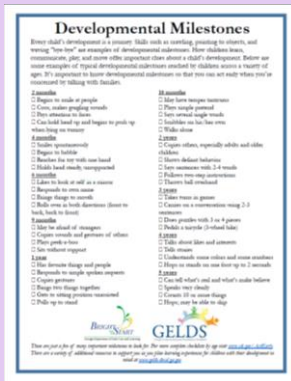 Developmental Milestones
Every child's development is a journey. Skills such as crawling, pointing to objects, and
waving "bye-bye" are examples of developmental milestones. How children learn,
communicate, play, and move offer important clues about a child's development. Below are
some examples of typical developmental milestones reached by children across a variety of
ages. It's important to know developmental milestones so that you can act early when you're
concerned by talking with families.
2 months
Begins to smile at people
Coos, makes gurgling sounds
Pays attention to faces
Can hold head up and begins to push up
when lying on tummy
4 months
Smiles spontaneously
Begins to babble
Reaches for toy with one hand
Holds head steady, unsupported
6 months
Likes to look at self in a mirror
Responds to own name
Brings things to mouth
Rolls over in both directions (front to
back, back to front)
9 months
May be afraid of strangers
Copies sounds and gestures of others
Plays peek-a-boo
Sits without support
1 year
Has favorite things and people
Responds to simple spoken requests
Copies gestures
Bangs two things together
Gets to sitting position unassisted
Pulls up to stand
18 months
May have temper tantrums
Plays simple pretend
Says several single words
Scribbles on his/her own
Walks alone
2 years
Copies others, especially adults and older
children
Shows defiant behavior
Says sentences with 2-4 words
Follows two-step instructions
Throws ball overhand
3 years
Takes turns in games
Carries on a conversation using 2-3
sentences
Does puzzles with 3 or 4 pieces
Pedals a tricycle (3-wheel bike)
4 years
Talks about likes and interests
Tells stories
Understands some colors and some numbers
Hops or stands on one foot up to 2 seconds
5 years
Can tell what's real and what's make believe
Speaks very clearly
Counts 10 or more things
Hops; may be able to skip
GELDS